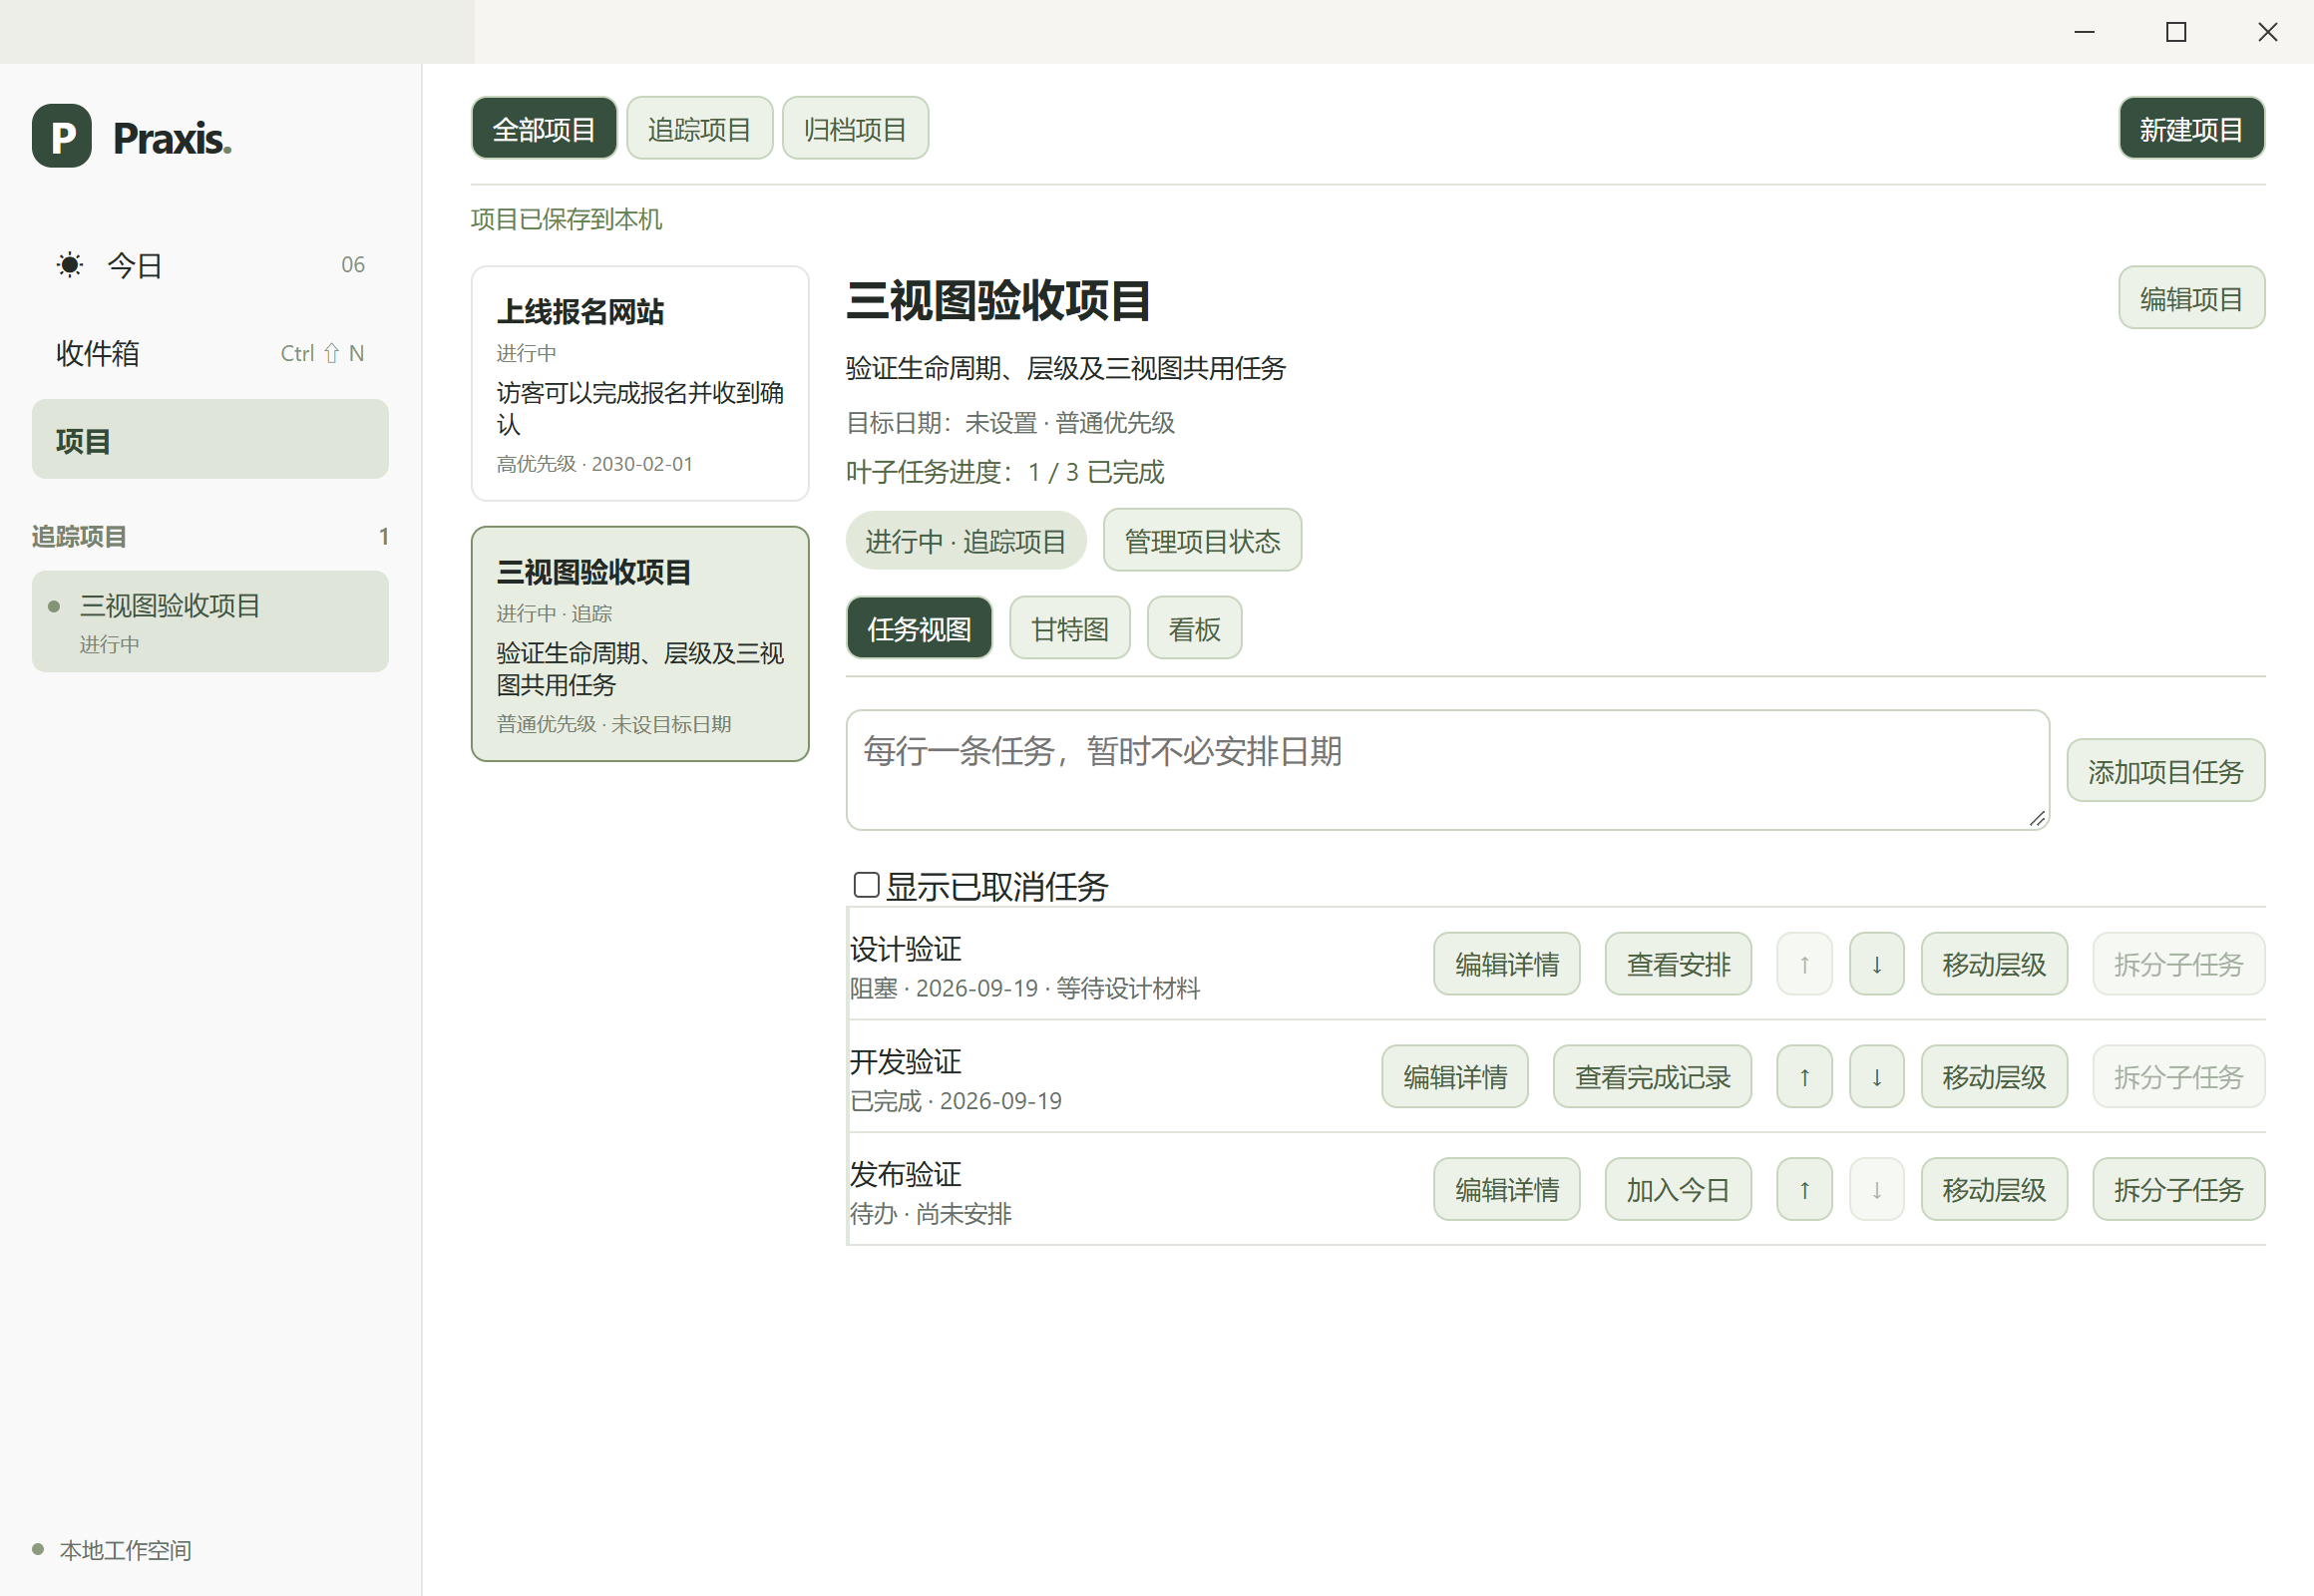 P Praxis.
今日 06
收件箱 Ctrl ⇧ N
项目
追踪项目 1
三视图验收项目
进行中
本地工作空间
全部项目 追踪项目 归档项目 新建项目
项目已保存到本机
上线报名网站
进行中
访客可以完成报名并收到确
认
高优先级 · 2030-02-01
三视图验收项目
进行中 · 追踪
验证生命周期、层级及三视
图共用任务
普通优先级 · 未设目标日期
三视图验收项目 编辑项目
验证生命周期、层级及三视图共用任务
目标日期：未设置 · 普通优先级
叶子任务进度：1 / 3 已完成
进行中 · 追踪项目 管理项目状态
任务视图 甘特图 看板
每行一条任务，暂时不必安排日期
添加项目任务
显示已取消任务
设计验证
阻塞 · 2026-09-19 · 等待设计材料
编辑详情 查看安排 ↑ ↓ 移动层级 拆分子任务
开发验证
已完成 · 2026-09-19
编辑详情 查看完成记录 ↑ ↓ 移动层级 拆分子任务
发布验证
待办 · 尚未安排
编辑详情 加入今日 ↑ ↓ 移动层级 拆分子任务